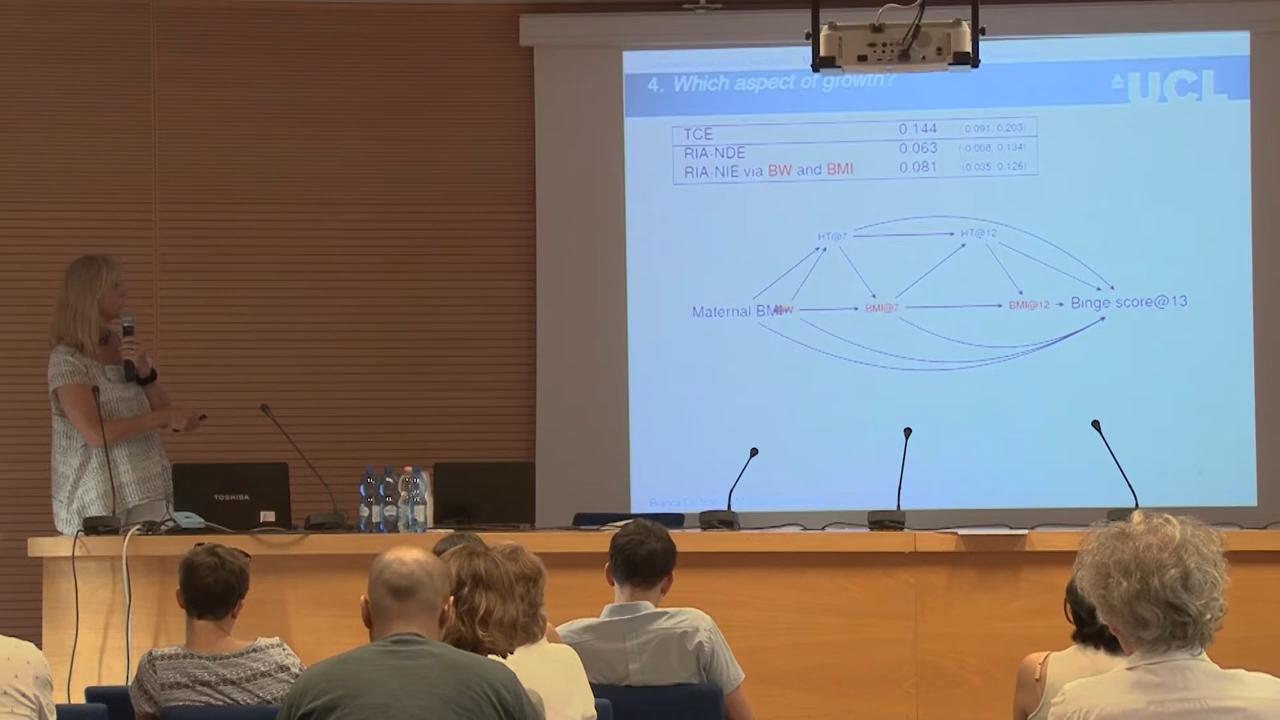 4. Which aspect of growth?
UCL
TCE 0.144 (0.091, 0.203)
RIA-NDE 0.063 (-0.008, 0.134)
RIA-NIE via BW and BMI 0.081 (0.035, 0.126)
HT@7 HT@12
Maternal BMI BW BMI@7 BMI@12 Binge score@13
TOSHIBA